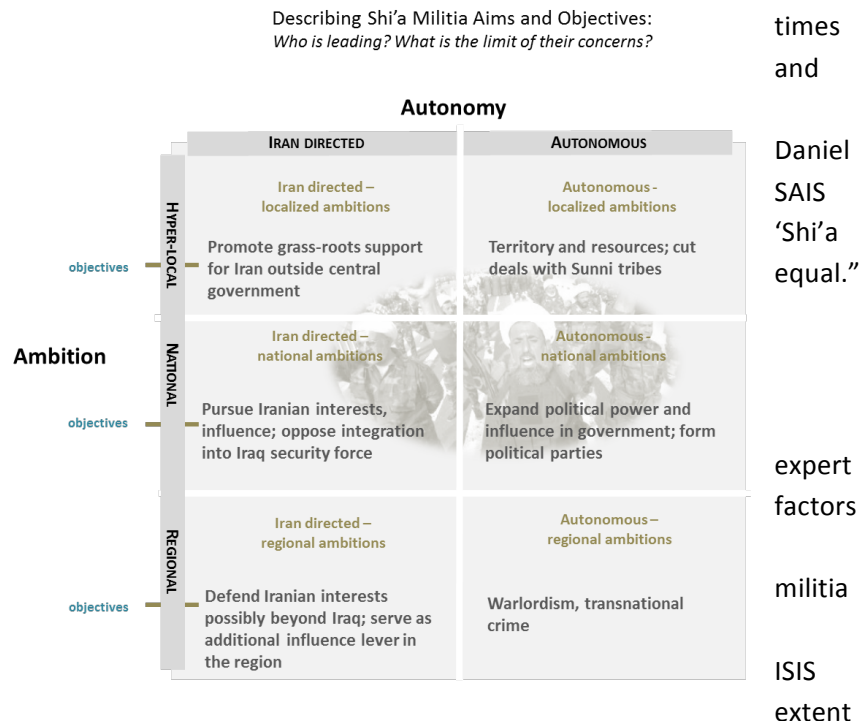 Describing Shi'a Militia Aims and Objectives:
Who is leading? What is the limit of their concerns?
Autonomy
IRAN DIRECTED
AUTONOMOUS
Ambition
HYPER-LOCAL
objectives
Iran directed –
localized ambitions
Promote grass-roots support
for Iran outside central
government
Autonomous -
localized ambitions
Territory and resources; cut
deals with Sunni tribes
NATIONAL
objectives
Iran directed –
national ambitions
Pursue Iranian interests,
influence; oppose integration
into Iraq security force
Autonomous -
national ambitions
Expand political power and
influence in government; form
political parties
REGIONAL
objectives
Iran directed –
regional ambitions
Defend Iranian interests
possibly beyond Iraq; serve as
additional influence lever in
the region
Autonomous –
regional ambitions
Warlordism, transnational
crime
times
and
Daniel
SAIS
‘Shi’a
equal.”
expert
factors
militia
ISIS
extent